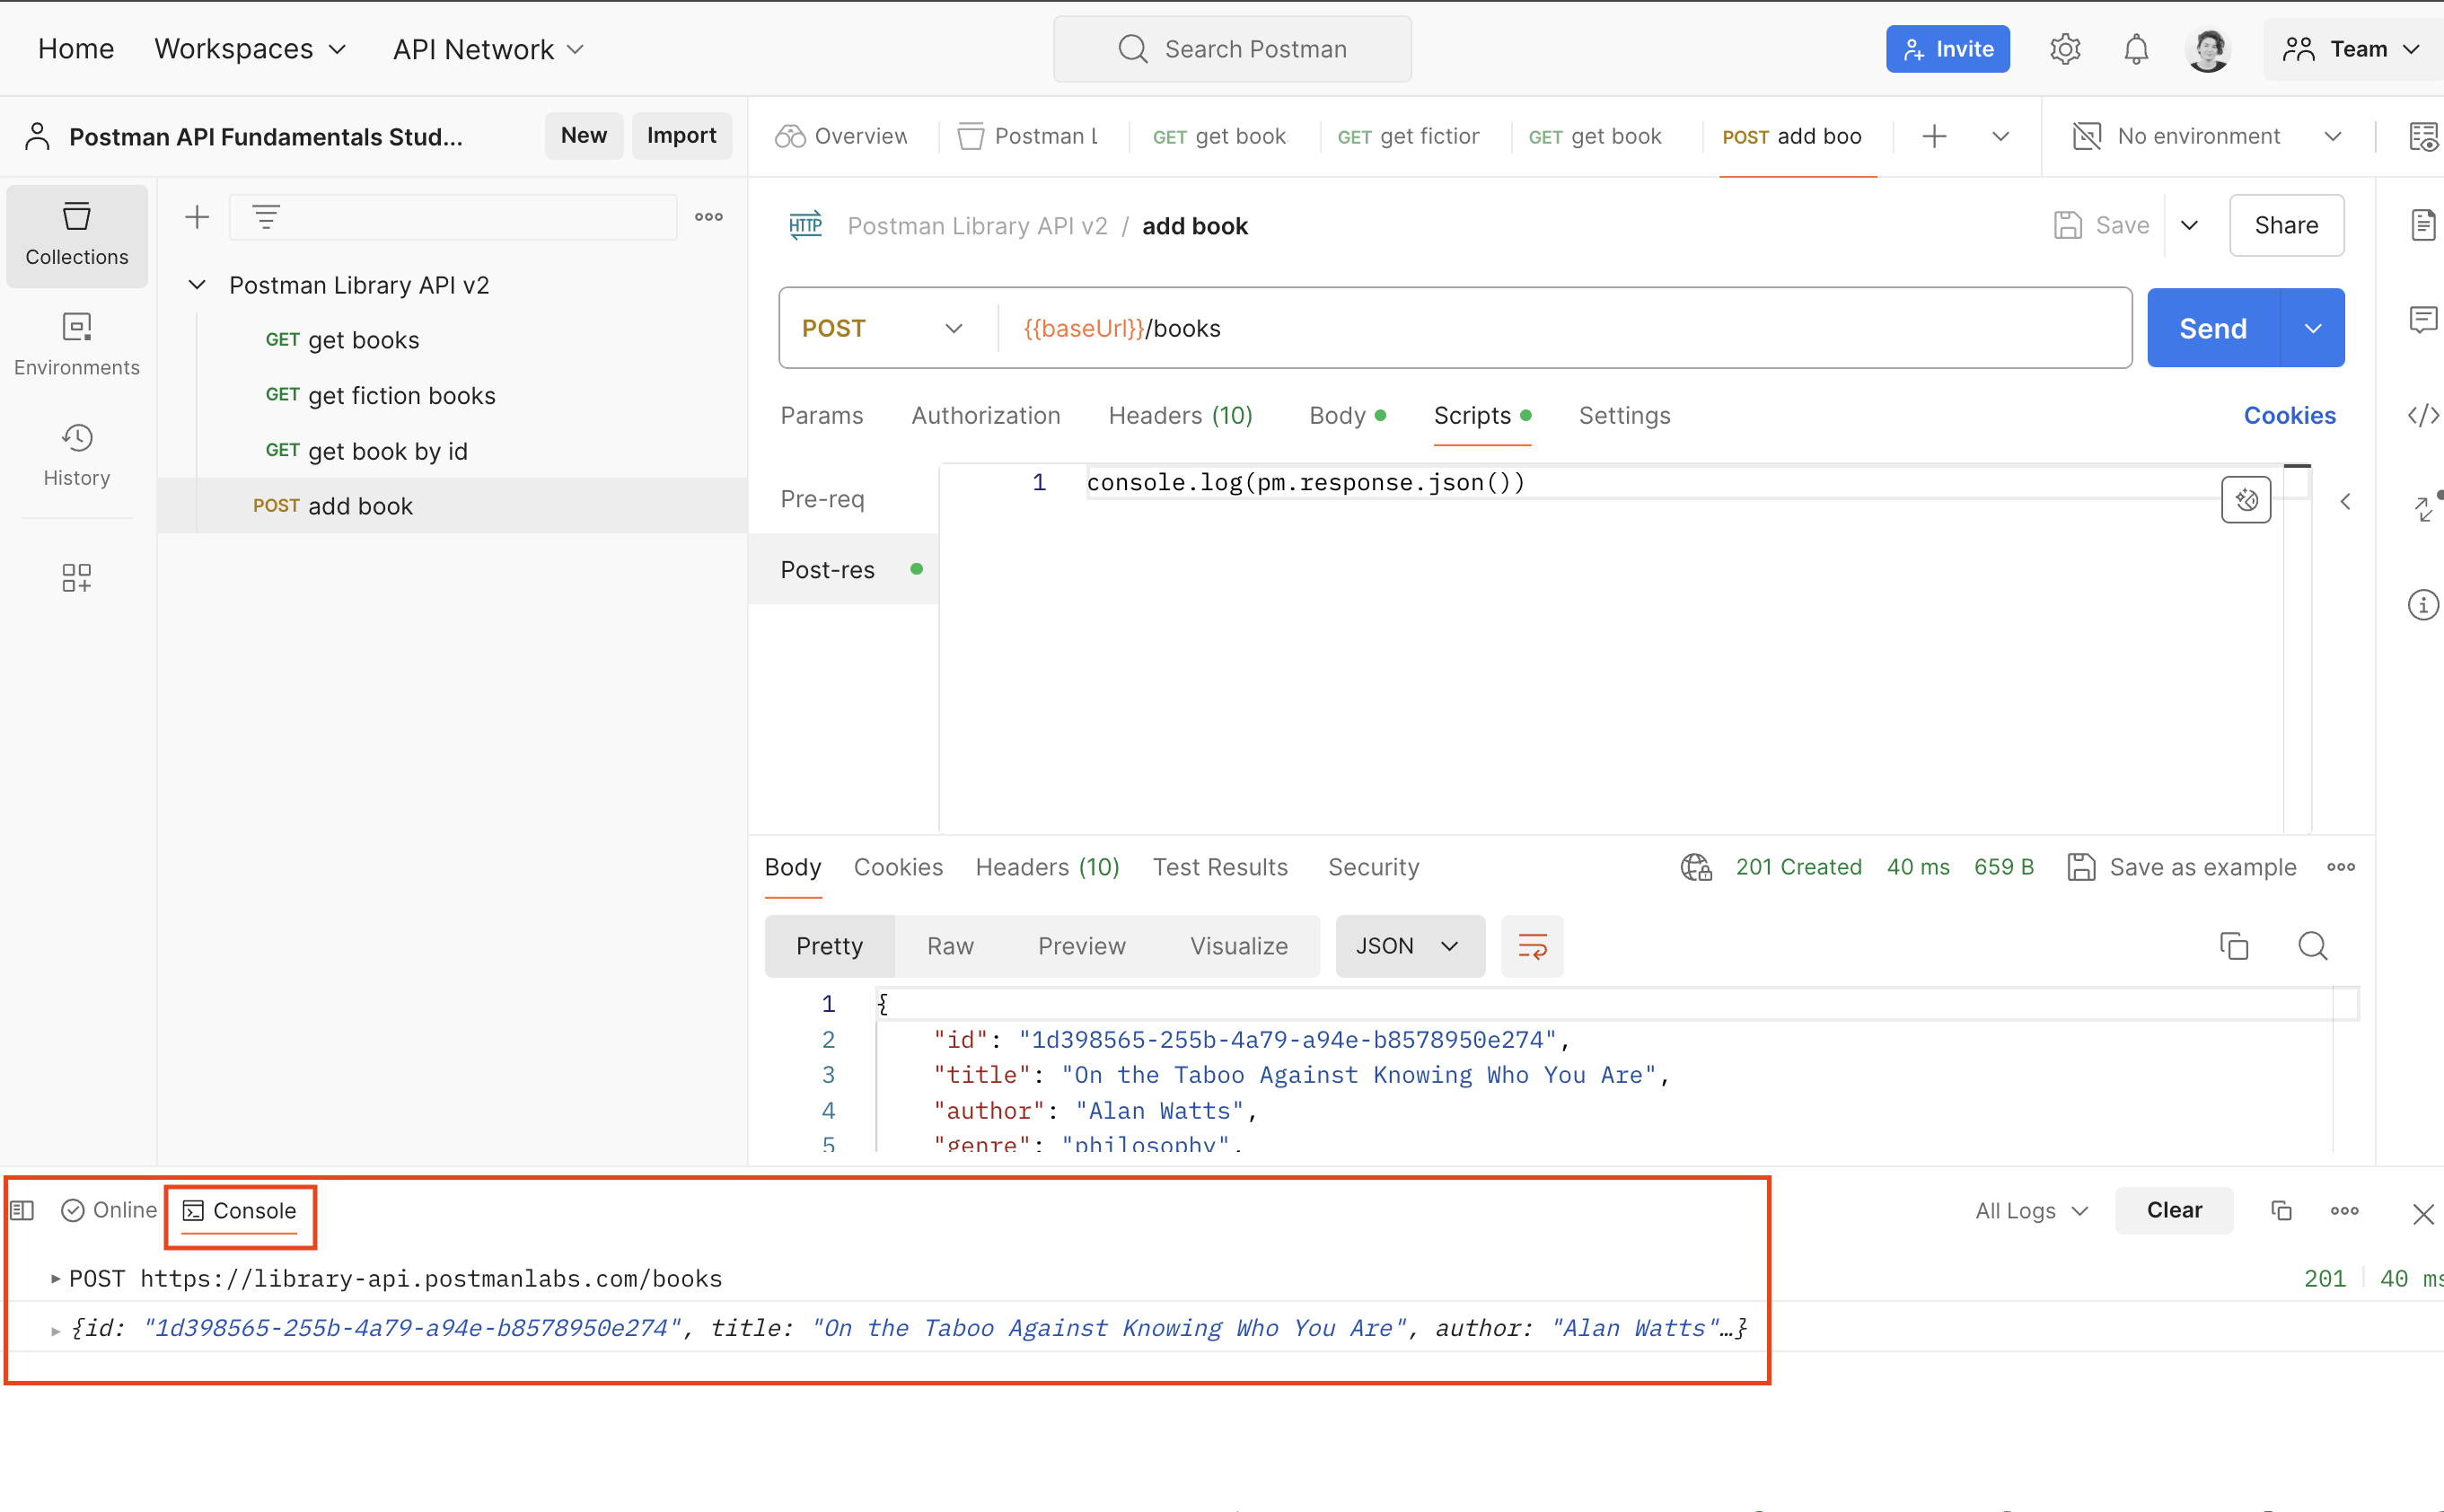 Home Workspaces API Network Search Postman Invite Team
Postman API Fundamentals Stud... New Import Overview Postman L GET get book GET get fiction GET get book POST add boo No environment
Collections
Environments
History
Postman Library API v2
GET get books
GET get fiction books
GET get book by id
POST add book
HTTP Postman Library API v2 / add book Save Share
POST {{baseUrl}}/books Send
Params Authorization Headers (10) Body Scripts Settings Cookies
Pre-req
Post-res
1 console.log(pm.response.json())
Body Cookies Headers (10) Test Results Security 201 Created 40 ms 659 B Save as example
Pretty Raw Preview Visualize JSON
1 {
2 "id": "1d398565-255b-4a79-a94e-b8578950e274",
3 "title": "On the Taboo Against Knowing Who You Are",
4 "author": "Alan Watts",
5 "genre": "philosophy",
Online Console All Logs Clear
POST https://library-api.postmanlabs.com/books 201 40 ms
{id: "1d398565-255b-4a79-a94e-b8578950e274", title: "On the Taboo Against Knowing Who You Are", author: "Alan Watts"…}